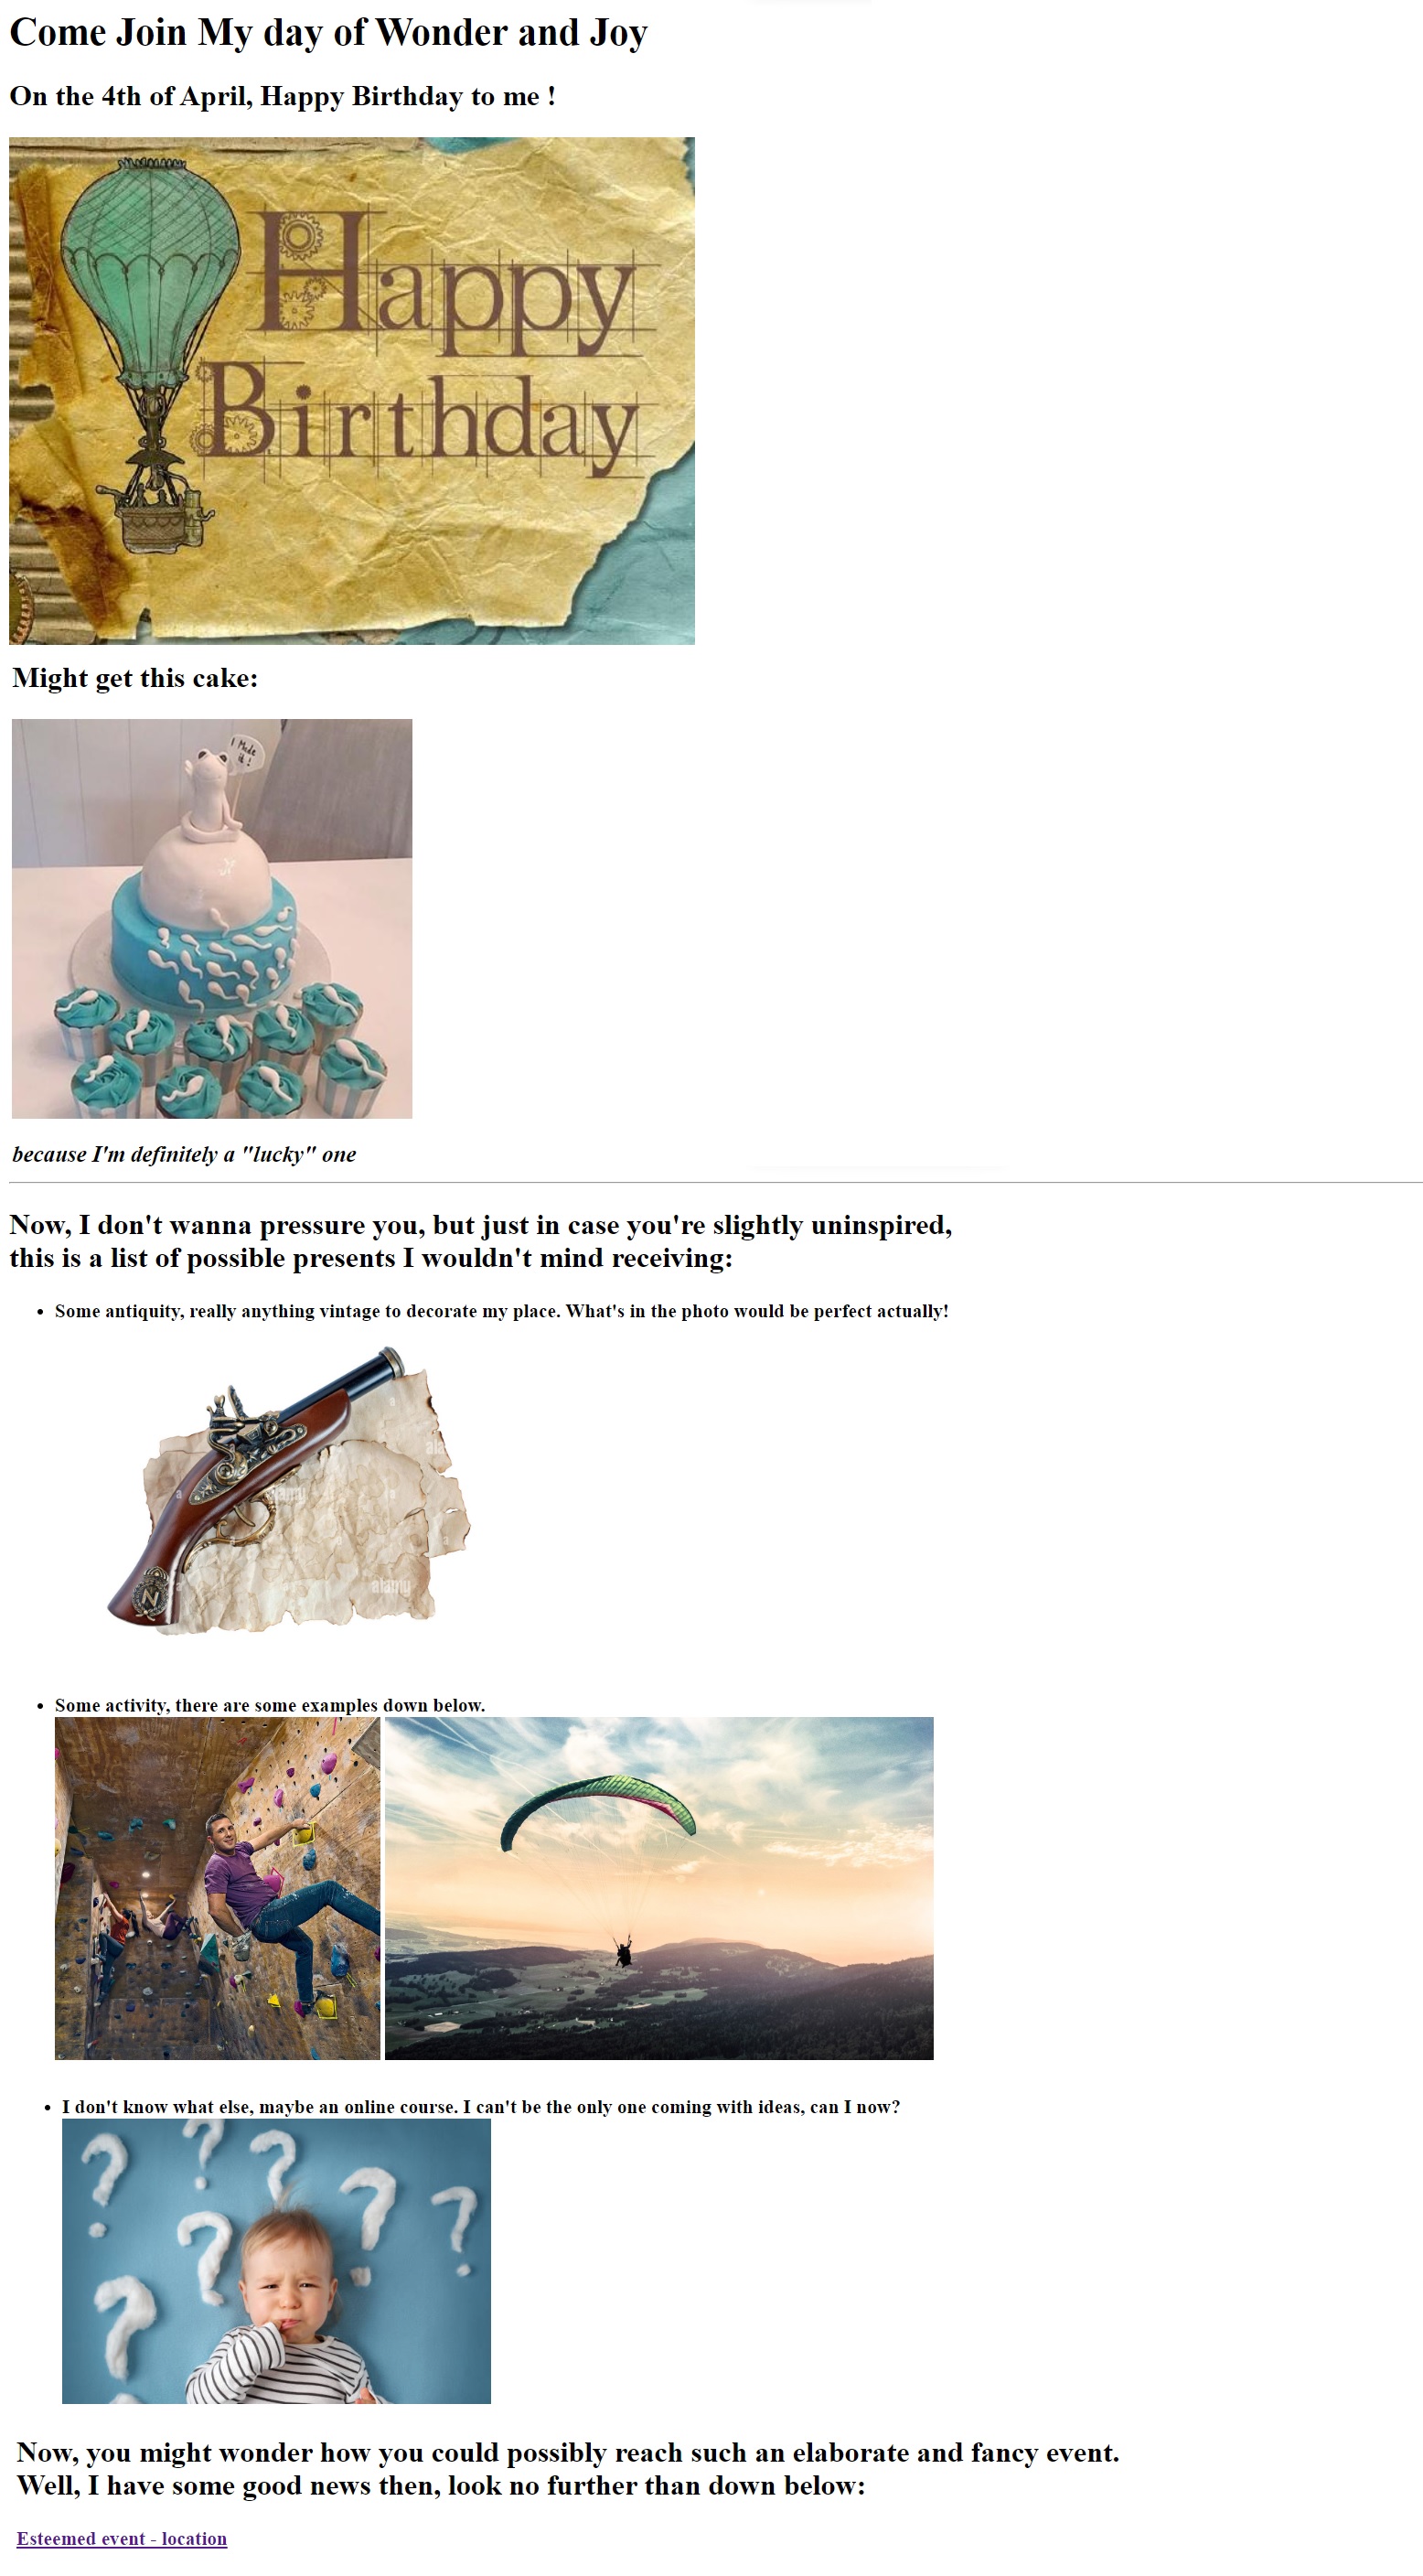 Come Join My day of Wonder and Joy
On the 4th of April, Happy Birthday to me !
Happy
Birthday
Might get this cake:
I Made
it!
because I'm definitely a "lucky" one
Now, I don't wanna pressure you, but just in case you're slightly uninspired,
this is a list of possible presents I wouldn't mind receiving:
• Some antiquity, really anything vintage to decorate my place. What's in the photo would be perfect actually!
a
ala
a alamy a
a
a alamy
N
• Some activity, there are some examples down below.
• I don't know what else, maybe an online course. I can't be the only one coming with ideas, can I now?
? ? ? ? ? ? ?
Now, you might wonder how you could possibly reach such an elaborate and fancy event.
Well, I have some good news then, look no further than down below:
Esteemed event - location